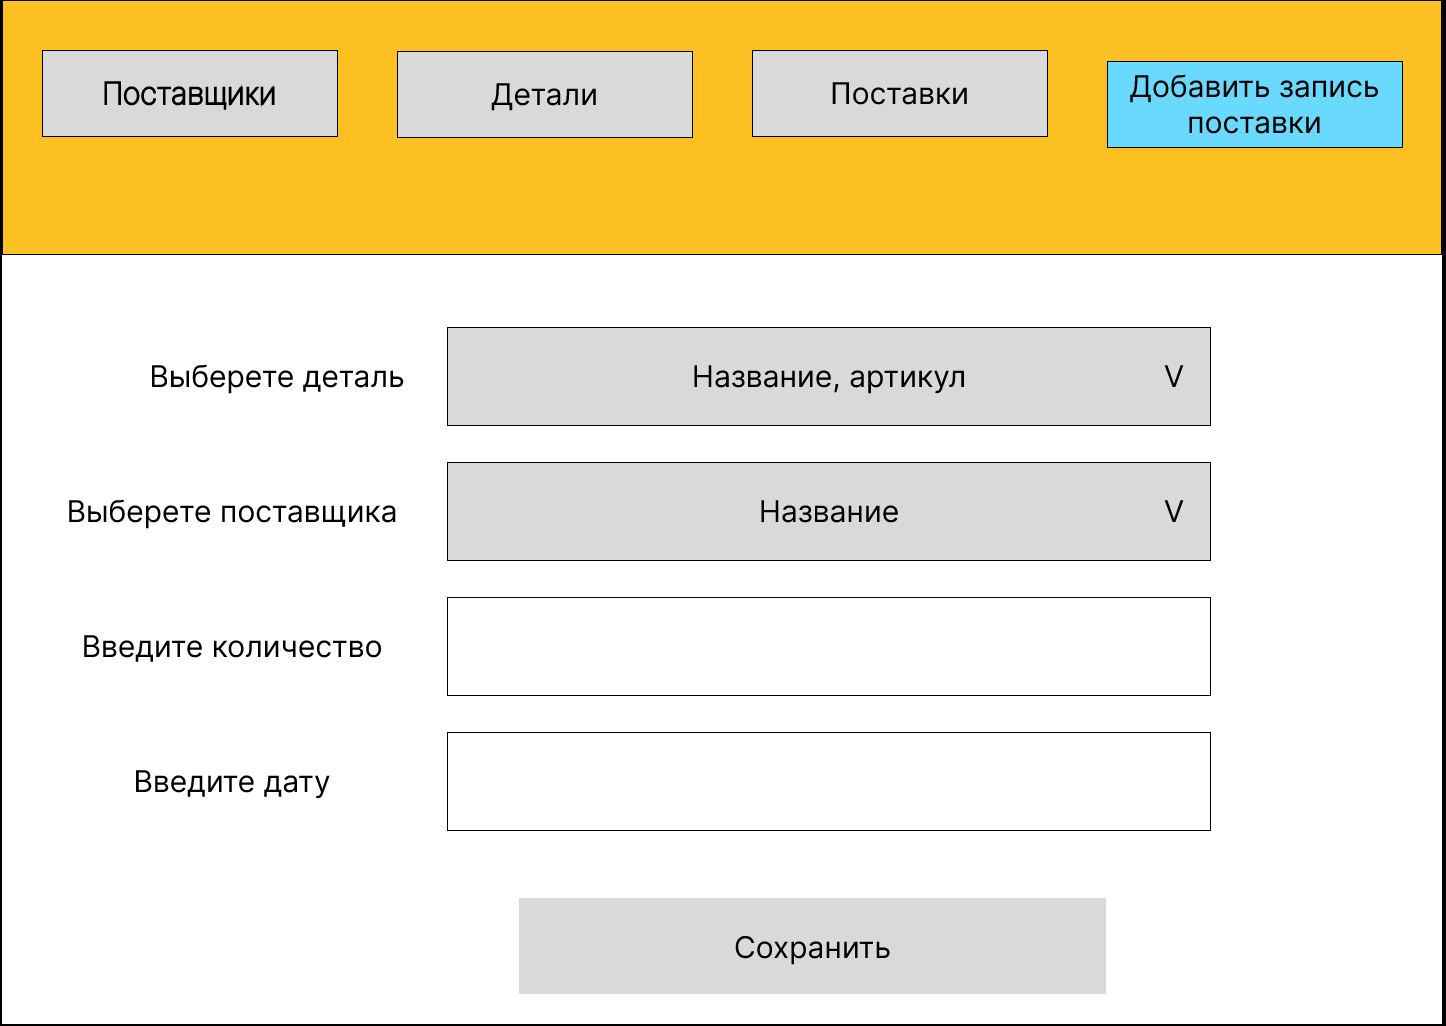 Поставщики
Детали
Поставки
Добавить запись
поставки
Выберете деталь
Название, артикул
V
Выберете поставщика
Название
V
Введите количество
Введите дату
Сохранить